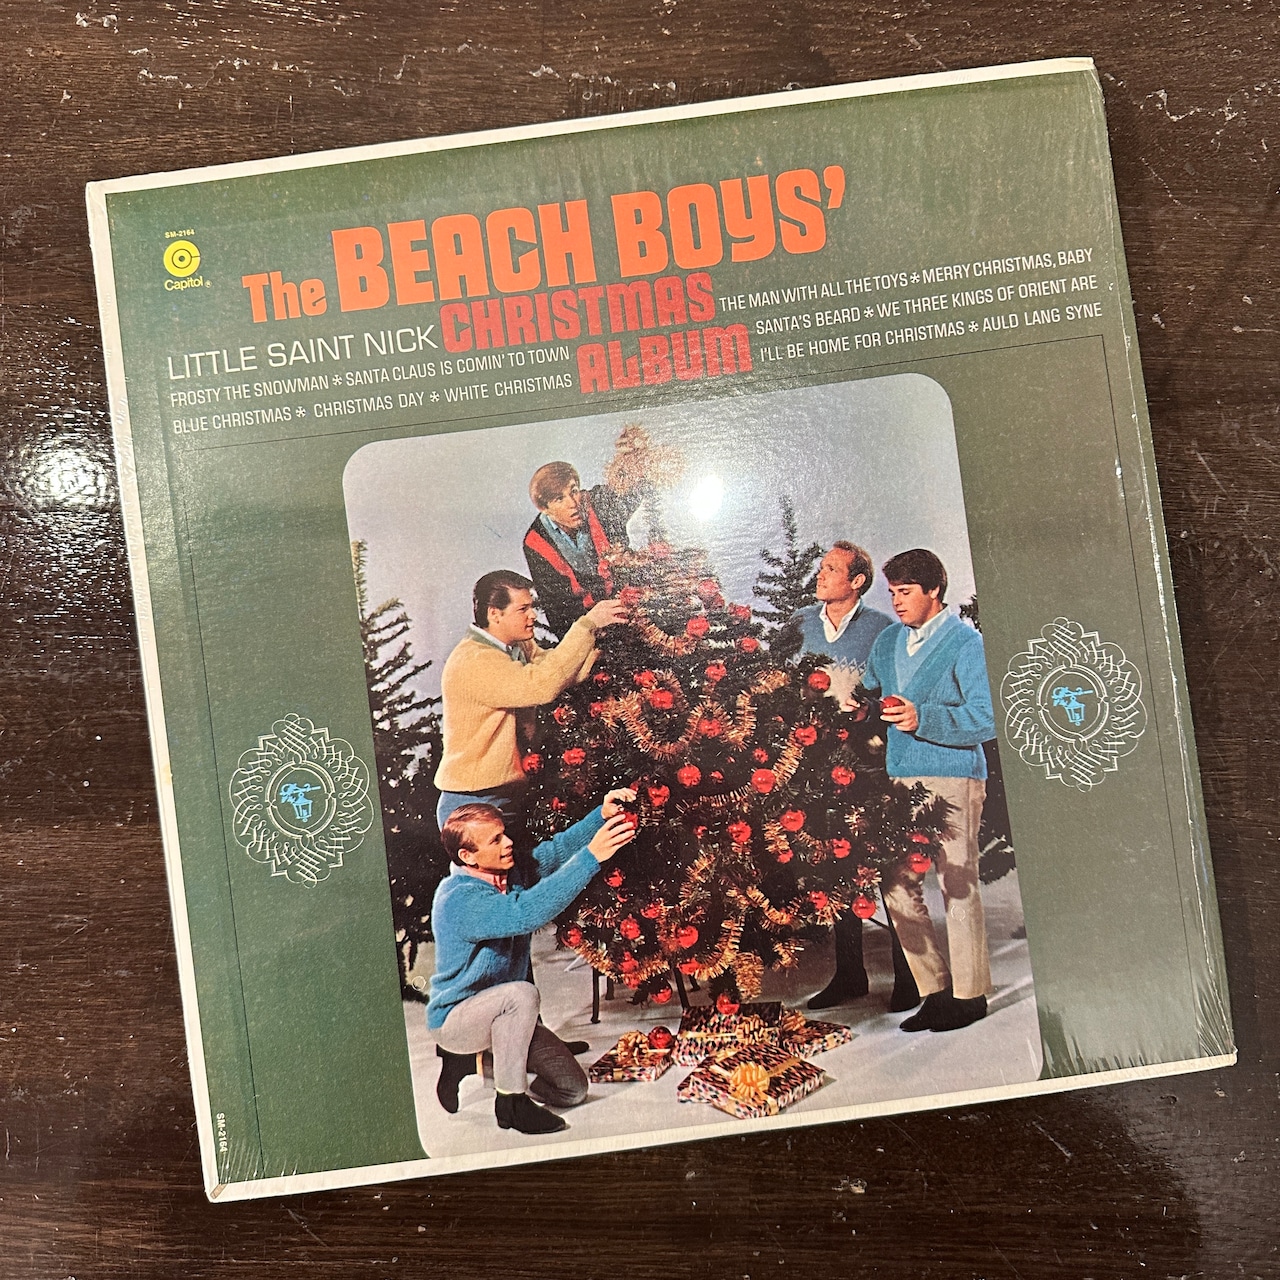 SM-2164
Capitol®
The BEACH BOYS'
CHRISTMAS
ALBUM
LITTLE SAINT NICK
FROSTY THE SNOWMAN * SANTA CLAUS IS COMIN' TO TOWN
BLUE CHRISTMAS * CHRISTMAS DAY * WHITE CHRISTMAS
THE MAN WITH ALL THE TOYS * MERRY CHRISTMAS, BABY
SANTA'S BEARD * WE THREE KINGS OF ORIENT ARE
I'LL BE HOME FOR CHRISTMAS * AULD LANG SYNE
SM-2164